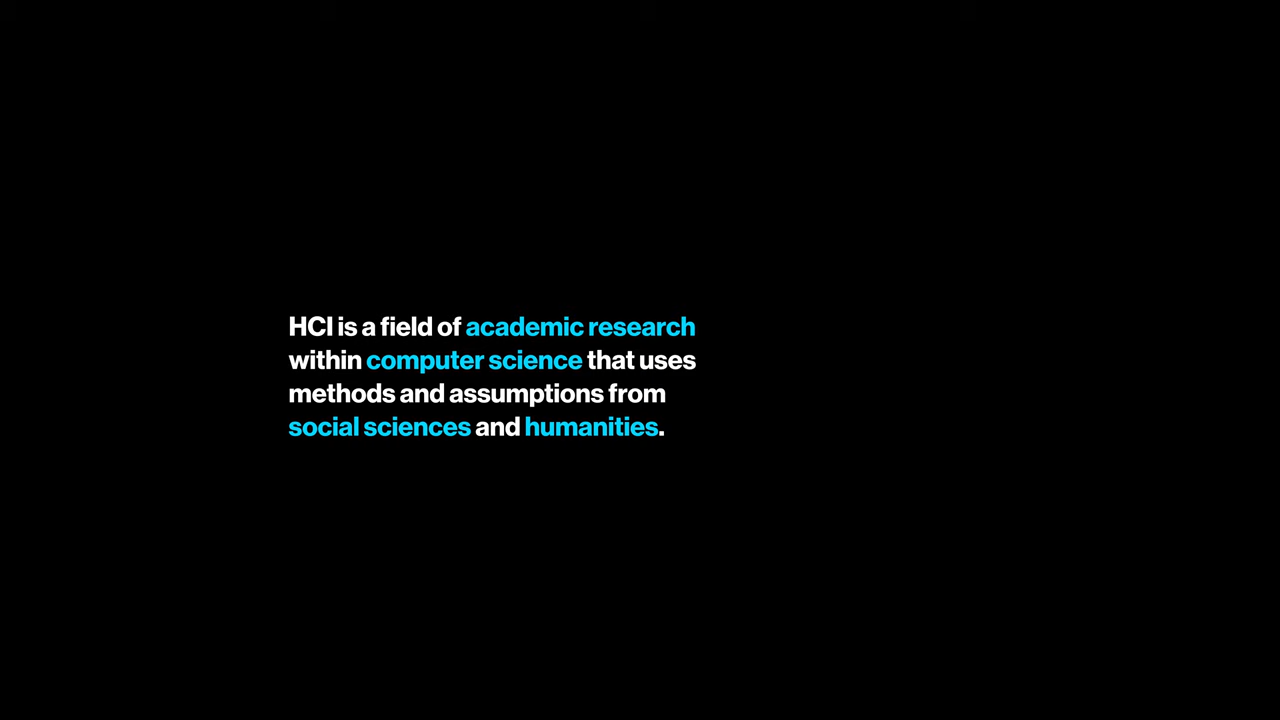 HCI is a field of academic research
within computer science that uses
methods and assumptions from
social sciences and humanities.